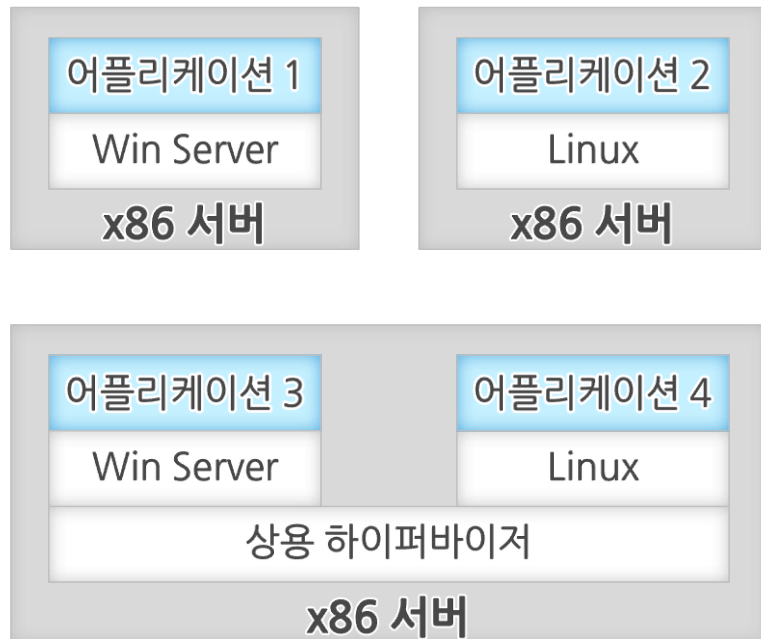 어플리케이션 1
Win Server
x86 서버
어플리케이션 2
Linux
x86 서버
어플리케이션 3
Win Server
어플리케이션 4
Linux
상용 하이퍼바이저
x86 서버